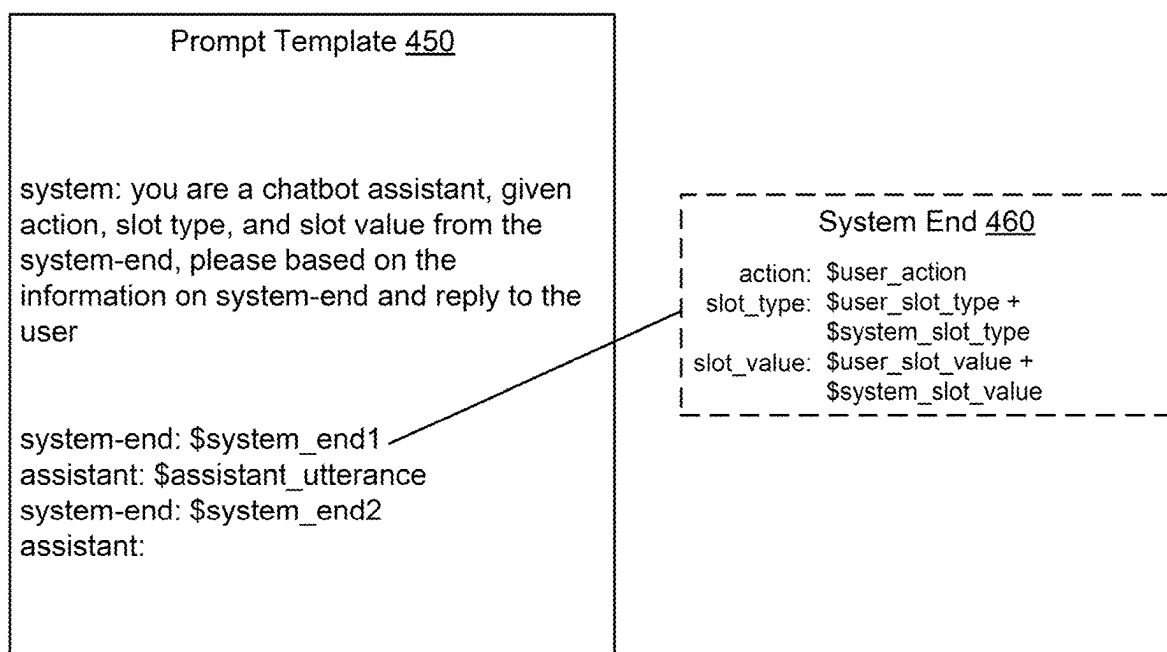 Prompt Template 450
system: you are a chatbot assistant, given
action, slot type, and slot value from the
system-end, please based on the
information on system-end and reply to the
user
system-end: $system_end1
assistant: $assistant_utterance
system-end: $system_end2
assistant:
System End 460
action: $user_action
slot_type: $user_slot_type +
$system_slot_type
slot_value: $user_slot_value +
$system_slot_value